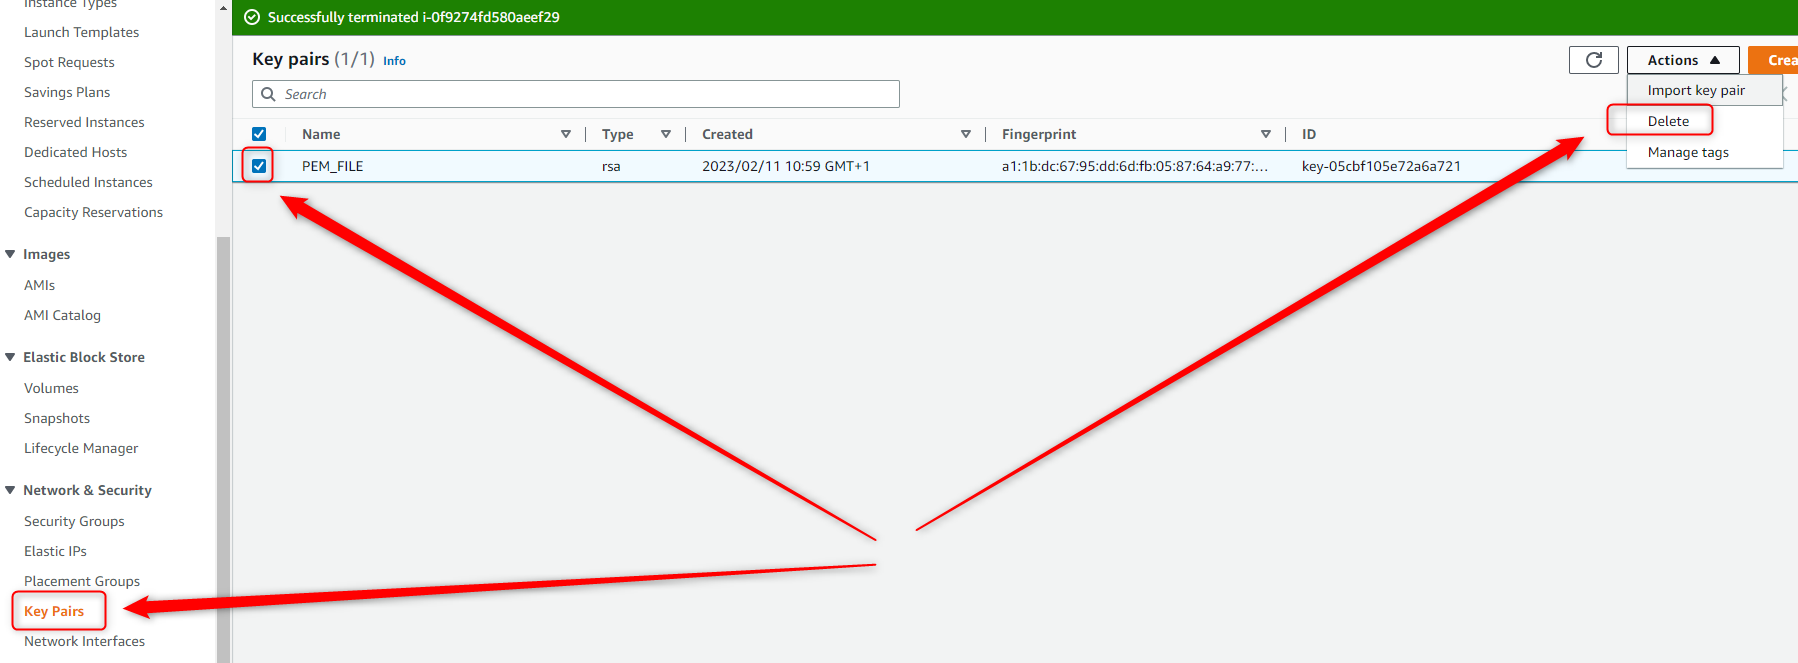 Successfully terminated i-0f9274fd580aeef29
Instance Types
Launch Templates
Spot Requests
Savings Plans
Reserved Instances
Dedicated Hosts
Scheduled Instances
Capacity Reservations
Images
AMIs
AMI Catalog
Elastic Block Store
Volumes
Snapshots
Lifecycle Manager
Network & Security
Security Groups
Elastic IPs
Placement Groups
Key Pairs
Network Interfaces
Key pairs (1/1) Info
Actions
Crea
Search
Import key pair
Delete
Manage tags
Name Type Created Fingerprint ID
PEM_FILE rsa 2023/02/11 10:59 GMT+1 a1:1b:dc:67:95:dd:6d:fb:05:87:64:a9:77:... key-05cbf105e72a6a721